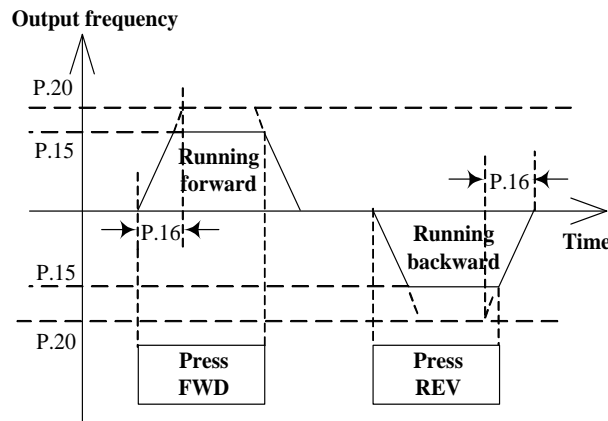 Output frequency
P.20
P.15
Running
forward
P.16
P.16
Running
backward
Time
P.15
P.20
Press
FWD
Press
REV